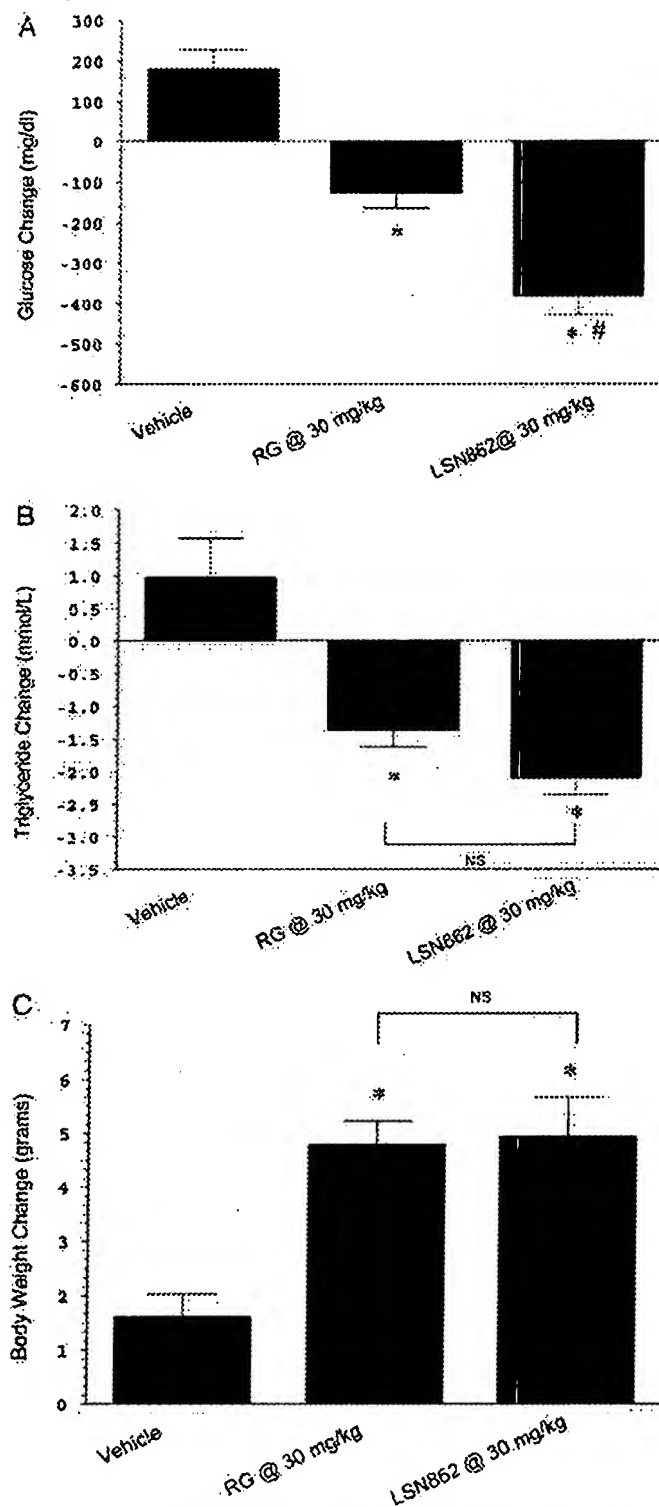 A
Glucose Change (mg/dl)
300
200
100
0
-100
-200
-300
-400
-500
-600
*
* #
Vehicle
RG @ 30 mg/kg
LSN862@ 30 mg/kg
B
Triglyceride Change (mmol/L)
2.0
1.5
1.0
0.5
0.0
-0.5
-1.0
-1.5
-2.0
-2.5
-3.0
-3.5
*
*
NS
Vehicle
RG @ 30 mg/kg
LSN862 @ 30 mg/kg
C
Body Weight Change (grams)
7
6
5
4
3
2
1
0
NS
*
*
Vehicle
RG @ 30 mg/kg
LSN862 @ 30 mg/kg